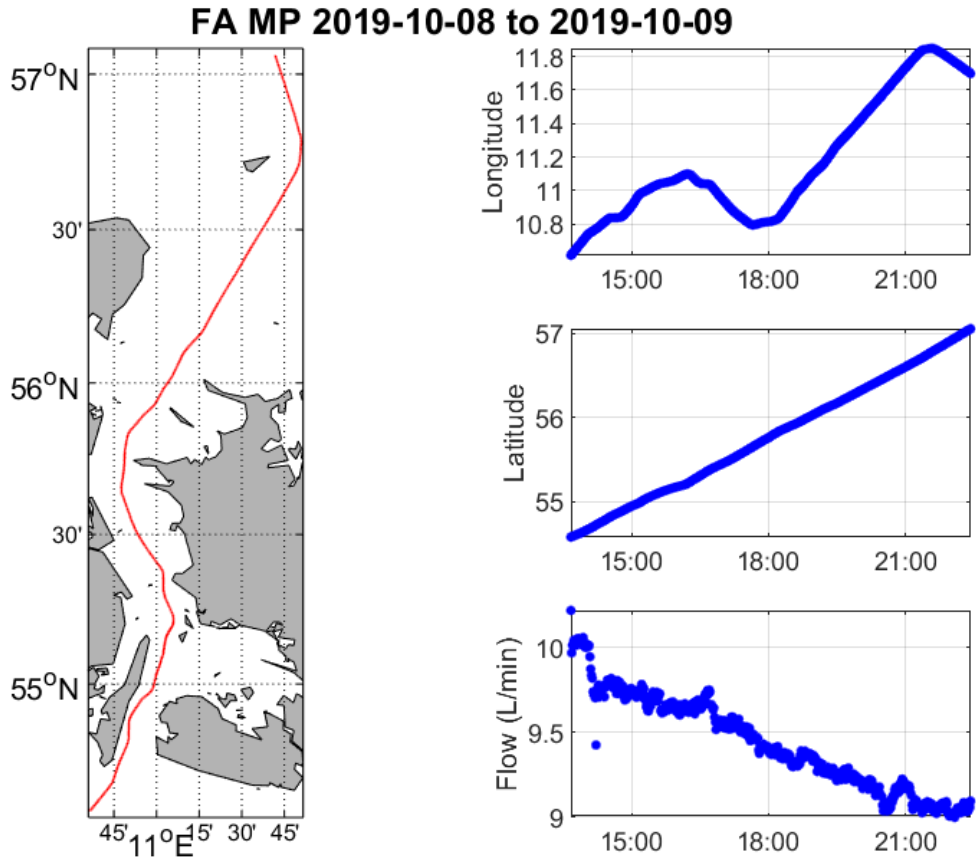 FA MP 2019-10-08 to 2019-10-09
57°N
30'
56°N
30'
55°N
45' 11°E 15' 30' 45'
Longitude
11.8
11.6
11.4
11.2
11
10.8
15:00 18:00 21:00
Latitude
57
56
55
15:00 18:00 21:00
Flow (L/min)
10
9.5
9
15:00 18:00 21:00